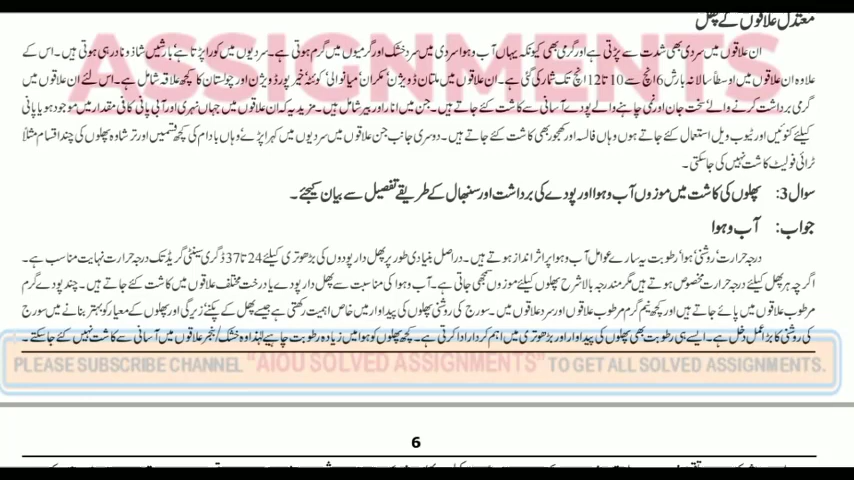 معتدل علاقوں کے پھل
ASSIGNMENTS
ان علاقوں میں سردی بھی شدت سے پڑتی ہے اور گرمی بھی کیونکہ یہاں آب و ہوا سردی میں سرد خشک اور گرمیوں میں گرم ہوتی ہے۔ سردیوں میں کورا پڑتا ہے‘ بارشیں شاذ و نادر ہی ہوتی ہیں۔ اس کے
علاوہ ان علاقوں میں اوسطاً سالانہ بارش 6 انچ سے 10 تا 12 انچ تک شمار کی گئی ہے۔ ان علاقوں میں ملتان ڈویژن‘ مکران‘ میانوالی‘ کوئٹہ‘ خیر پور ڈویژن اور چولستان کا کچھ علاقہ شامل ہے۔ اس لئے ان علاقوں میں
گرمی برداشت کرنے والے‘ سخت جان اور نمی چاہنے والے پودے آسانی سے کاشت کئے جاتے ہیں۔ جن میں انار اور بیر شامل ہیں۔ مزید یہ کہ ان علاقوں میں جہاں نہری اور آبی پانی کافی مقدار میں موجود ہو یا پانی
کیلئے کنوئیں اور ٹیوب ویل استعمال کئے جاتے ہوں وہاں فالسہ اور کھجور بھی کاشت کئے جاتے ہیں۔ دوسری جانب جن علاقوں میں سردیوں میں کہرا پڑے‘ وہاں بادام کی کچھ قسمیں اور ترشاوہ پھلوں کی چند اقسام مثلاً
ٹرائی فولیٹ کاشت نہیں کی جا سکتی۔
سوال 3: پھلوں کی کاشت میں موزوں آب و ہوا اور پودے کی برداشت اور سنبھال کے طریقے تفصیل سے بیان کیجئے۔
جواب: آب و ہوا
درجہ حرارت‘ روشنی‘ ہوا‘ رطوبت یہ سارے عوامل آب و ہوا پر اثر انداز ہوتے ہیں۔ دراصل بنیادی طور پر پھل دار پودوں کی بڑھوتری کیلئے 24 تا 37 ڈگری سینٹی گریڈ تک درجہ حرارت نہایت مناسب ہے۔
اگرچہ ہر پھل کیلئے درجہ حرارت مخصوص ہوتے ہیں مگر مندرجہ بالا شرح پھلوں کیلئے موزوں سمجھی جاتی ہے۔ آب و ہوا کی مناسبت سے پھل دار پودے یا درخت مختلف علاقوں میں کاشت کئے جاتے ہیں۔ چند پودے گرم
مرطوب علاقوں میں پائے جاتے ہیں اور کچھ نیم گرم مرطوب علاقوں اور سرد علاقوں میں۔ سورج کی روشنی پھلوں کی پیداوار میں خاص اہمیت رکھتی ہے جیسے پھل کے پکنے‘ زیرگی اور پھلوں کے معیار کو بہتر بنانے میں سورج
کی روشنی کا بڑا عمل دخل ہے۔ ایسے ہی رطوبت بھی پھلوں کی پیداوار اور بڑھوتری میں اہم کردار ادا کرتی ہے۔ کچھ پھلوں کو ہوا میں زیادہ رطوبت چاہیے لہٰذا وہ خشک/بنجر علاقوں میں آسانی سے کاشت نہیں کئے جا سکتے۔
PLEASE SUBSCRIBE CHANNEL "AIOU SOLVED ASSIGNMENTS" TO GET ALL SOLVED ASSIGNMENTS.
6